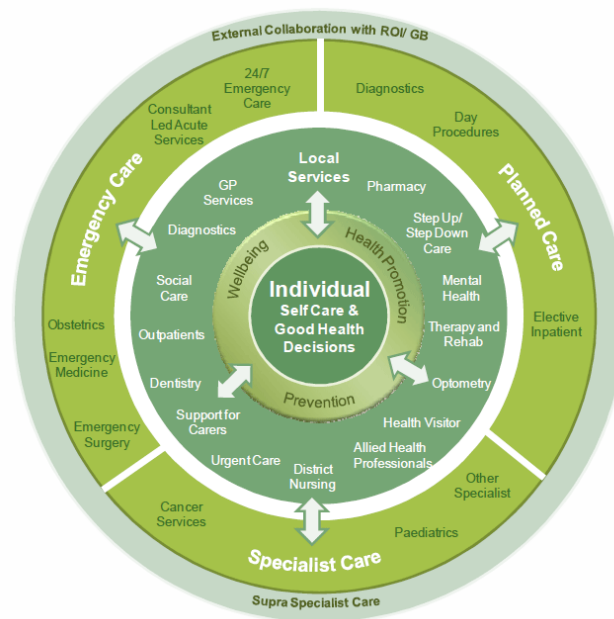 External Collaboration with ROI/ GB
24/7
Emergency
Care
Consultant
Led Acute
Services
Diagnostics
Day
Procedures
Emergency Care
Planned Care
Local
Services
GP
Services
Pharmacy
Diagnostics
Step Up/
Step Down
Care
Wellbeing
Health Promotion
Social
Care
Mental
Health
Individual
Self Care &
Good Health
Decisions
Obstetrics
Outpatients
Therapy and
Rehab
Elective
Inpatient
Emergency
Medicine
Dentistry
Optometry
Prevention
Support for
Carers
Health Visitor
Emergency
Surgery
Urgent Care
District
Nursing
Allied Health
Professionals
Other
Specialist
Cancer
Services
Paediatrics
Specialist Care
Supra Specialist Care